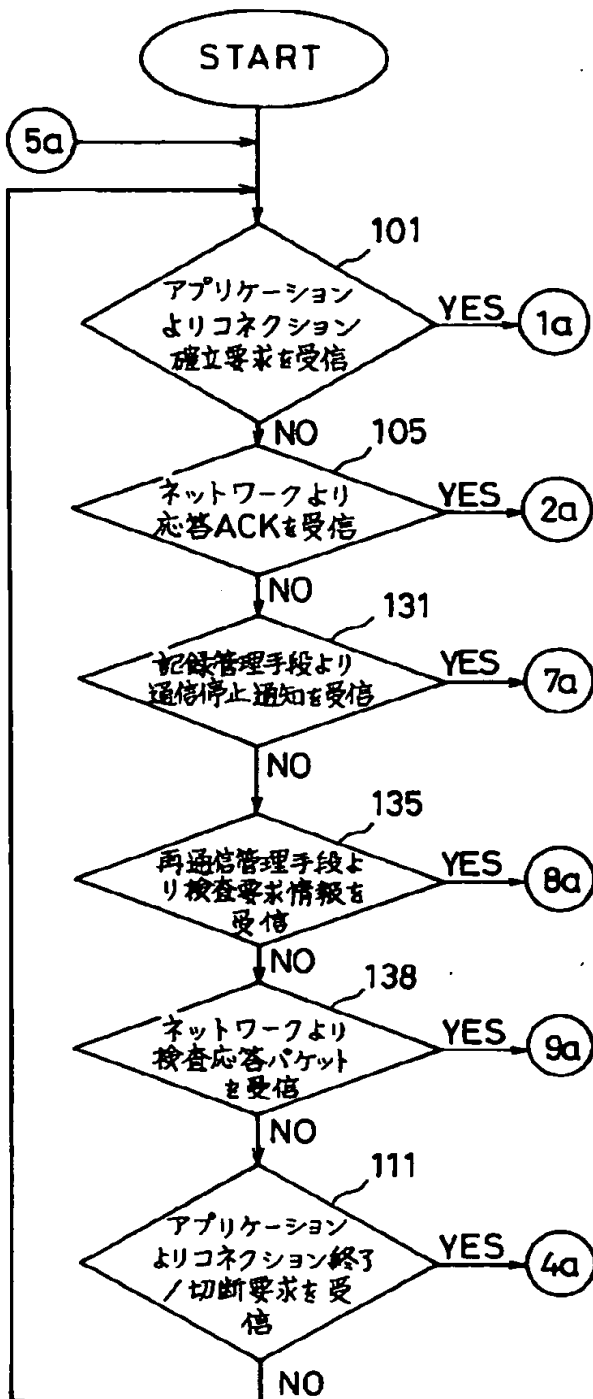 START
5a
101
アプリケーション
よりコネクション
確立要求を受信
YES
1a
NO
105
ネットワークより
応答ACKを受信
YES
2a
NO
131
記録管理手段より
通信停止通知を受信
YES
7a
NO
135
再通信管理手段よ
り検査要求情報を
受信
YES
8a
NO
138
ネットワークより
検査応答パケット
を受信
YES
9a
NO
111
アプリケーション
よりコネクション終了
/切断要求を受
信
YES
4a
NO